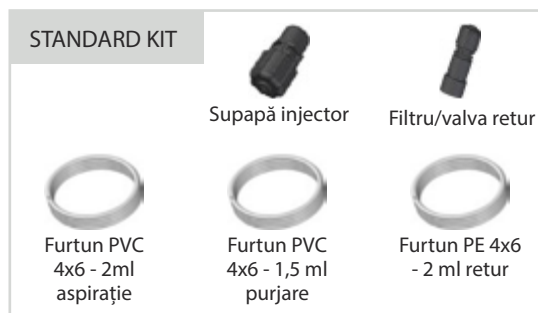 STANDARD KIT
Supapă injector
Filtru/valva retur
Furtun PVC
4x6 - 2ml
aspirație
Furtun PVC
4x6 - 1,5 ml
purjare
Furtun PE 4x6
- 2 ml retur